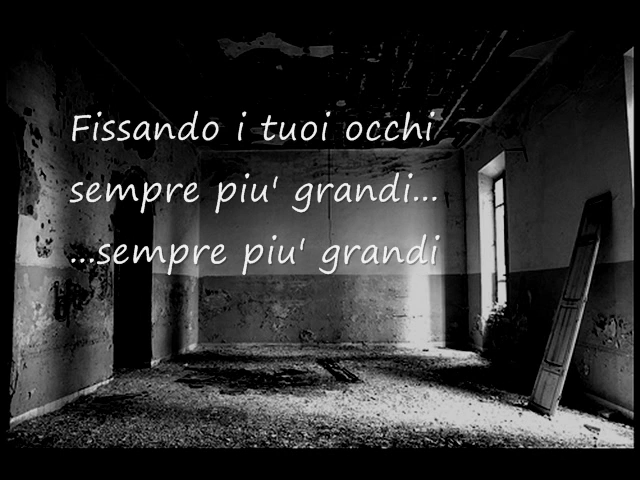 Fissando i tuoi occhi
sempre piu' grandi...
...sempre piu' grandi